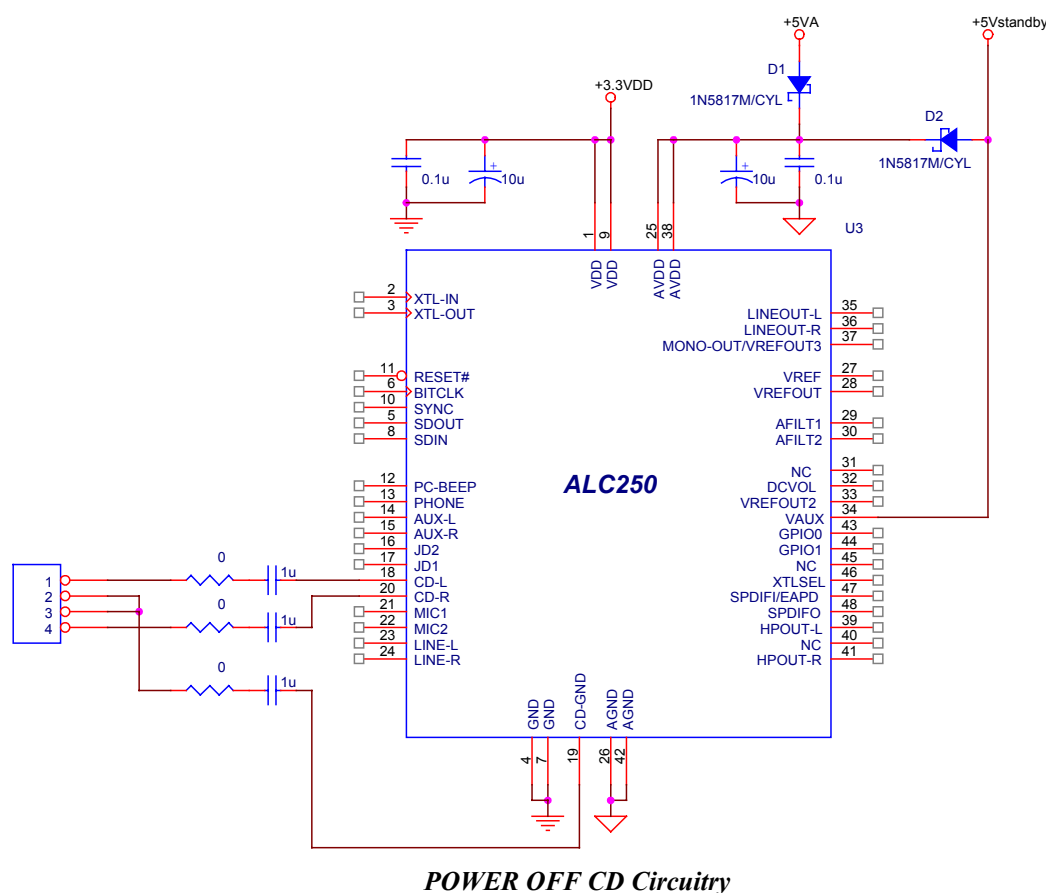 +5VA
+5Vstandby
D1
1N5817M/CYL
+3.3VDD
D2
1N5817M/CYL
0.1u
+
10u
+
10u
0.1u
U3
1
9
25
38
VDD
VDD
AVDD
AVDD
2
XTL-IN
3
XTL-OUT
11
RESET#
6
BITCLK
10
SYNC
5
SDOUT
8
SDIN
12
PC-BEEP
13
PHONE
14
AUX-L
15
AUX-R
16
JD2
17
JD1
18
CD-L
20
CD-R
21
MIC1
22
MIC2
23
LINE-L
24
LINE-R
ALC250
LINEOUT-L
35
LINEOUT-R
36
MONO-OUT/VREFOUT3
37
VREF
27
VREFOUT
28
AFILT1
29
AFILT2
30
NC
31
DCVOL
32
VREFOUT2
33
VAUX
34
GPIO0
43
GPIO1
44
NC
45
XTLSEL
46
SPDIFI/EAPD
47
SPDIFO
48
HPOUT-L
39
NC
40
HPOUT-R
41
1
2
3
4
0
1u
0
1u
0
1u
GND
GND
CD-GND
AGND
AGND
4
7
19
26
42
POWER OFF CD Circuitry